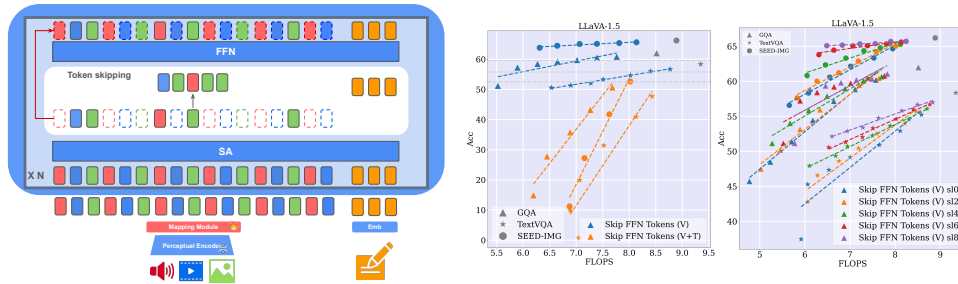 FFN
Token skipping
SA
X N
Mapping Module
Perceptual Encoders
Emb
LLaVA-1.5
Acc
60
50
40
30
20
10
0
GQA
TextVQA
SEED-IMG
Skip FFN Tokens (V)
Skip FFN Tokens (V+T)
5.5 6.0 6.5 7.0 7.5 8.0 8.5 9.0 9.5
FLOPS
LLaVA-1.5
GQA
TextVQA
SEED-IMG
Acc
65
60
55
50
45
40
Skip FFN Tokens (V) sl0
Skip FFN Tokens (V) sl2
Skip FFN Tokens (V) sl4
Skip FFN Tokens (V) sl6
Skip FFN Tokens (V) sl8
5 6 7 8 9
FLOPS